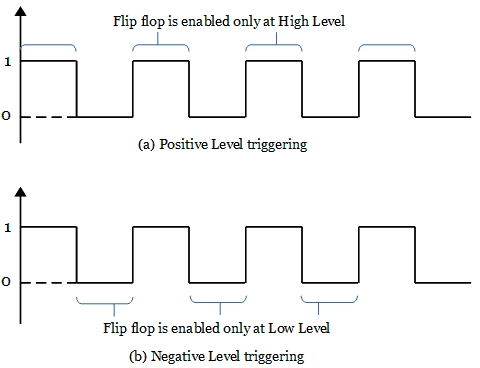 Flip flop is enabled only at High Level
1
0
(a) Positive Level triggering
1
0
Flip flop is enabled only at Low Level
(b) Negative Level triggering